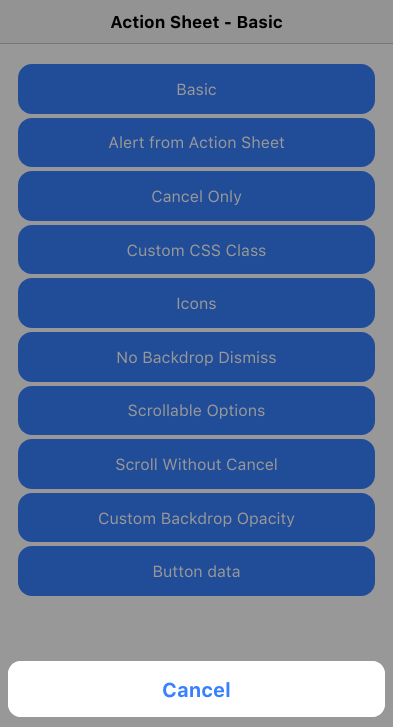 Action Sheet - Basic
Basic
Alert from Action Sheet
Cancel Only
Custom CSS Class
Icons
No Backdrop Dismiss
Scrollable Options
Scroll Without Cancel
Custom Backdrop Opacity
Button data
Cancel